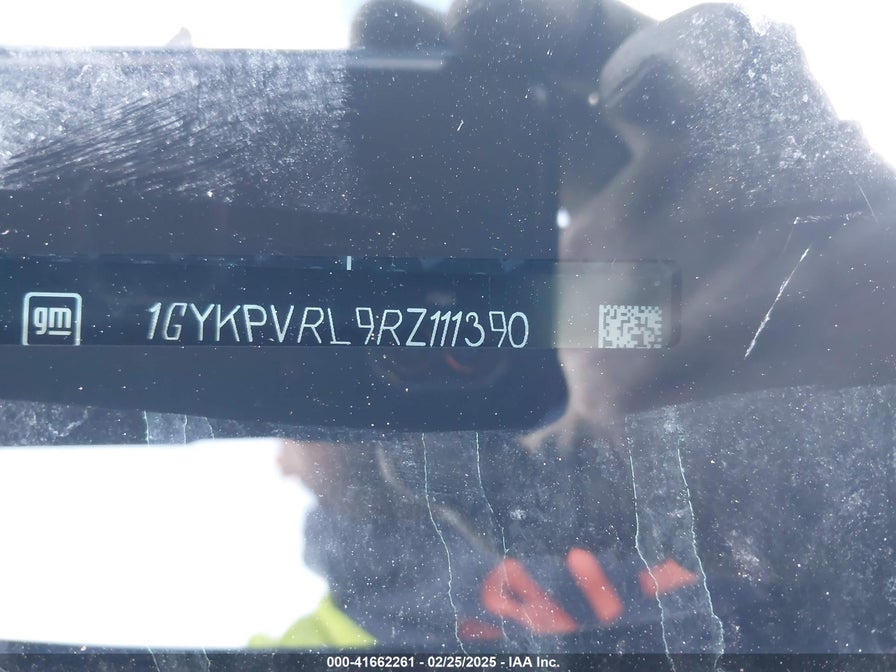 gm 1GYKPVRL9RZ111390
000-41662261 - 02/25/2025 - IAA Inc.